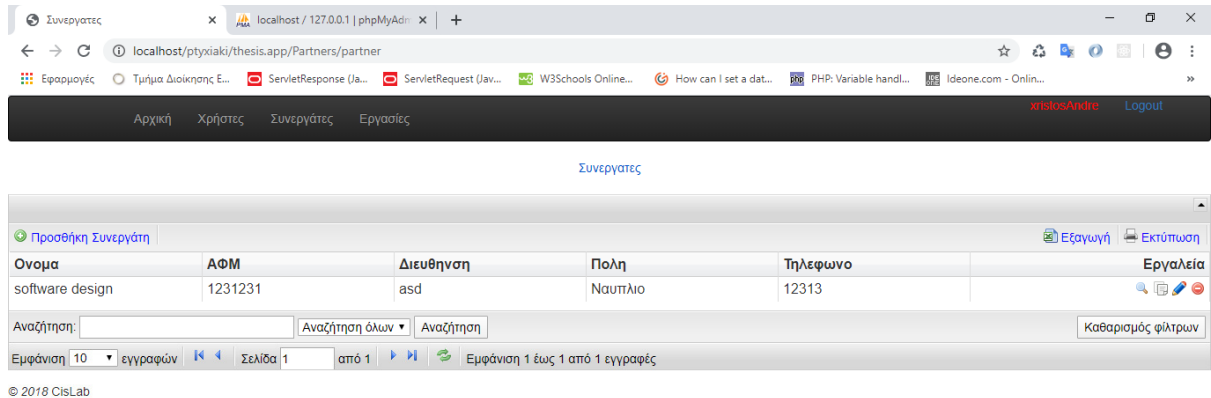 Συνεργατες
localhost / 127.0.0.1 | phpMyAdm
localhost/ptyxiaki/thesis.app/Partners/partner
Εφαρμογές Τμήμα Διοίκησης Ε... ServletResponse (Ja... ServletRequest (Jav... W3Schools Online... How can I set a dat... PHP: Variable handl... Ideone.com - Onlin... »
xristosAndre Logout
Αρχική Χρήστες Συνεργάτες Εργασίες
Συνεργατες
Προσθήκη Συνεργάτη Εξαγωγή Εκτύπωση
Ονομα ΑΦΜ Διευθηνση Πολη Τηλεφωνο Εργαλεία
software design 1231231 asd Ναυπλιο 12313
Αναζήτηση: Αναζήτηση όλων Αναζήτηση Καθαρισμός φίλτρων
Εμφάνιση 10 εγγραφών Σελίδα 1 από 1 Εμφάνιση 1 έως 1 από 1 εγγραφές
© 2018 CisLab